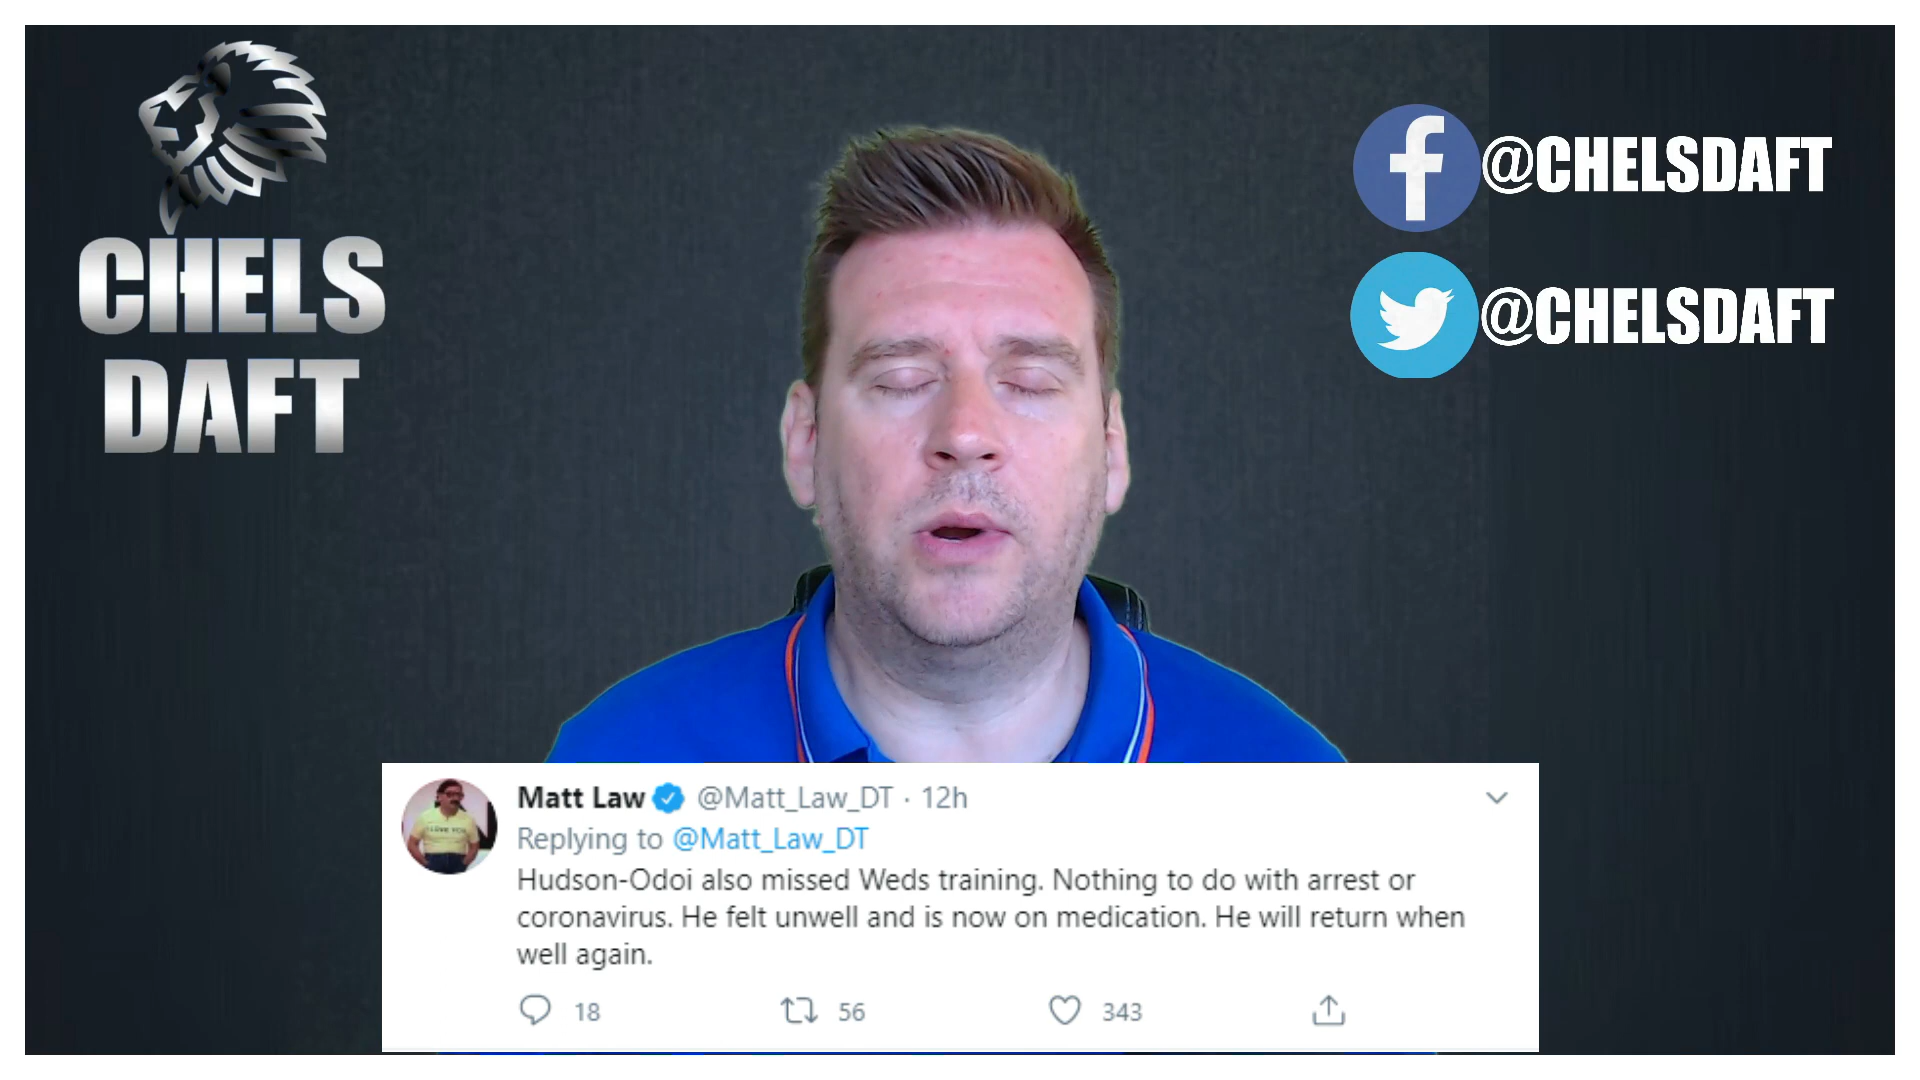 CHELS
DAFT
@CHELSDAFT
@CHELSDAFT
Matt Law @Matt_Law_DT · 12h
Replying to @Matt_Law_DT
Hudson-Odoi also missed Weds training. Nothing to do with arrest or
coronavirus. He felt unwell and is now on medication. He will return when
well again.
18 56 343